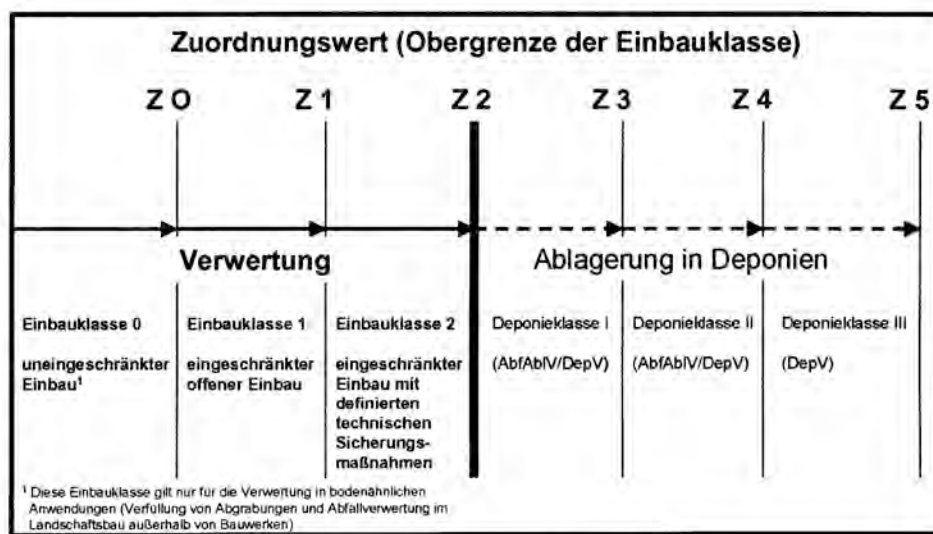 Zuordnungswert (Obergrenze der Einbauklasse)
Z 0 Z 1 Z 2 Z 3 Z 4 Z 5
Verwertung
Ablagerung in Deponien
Einbauklasse 0
uneingeschränkter
Einbau¹
Einbauklasse 1
eingeschränkter
offener Einbau
Einbauklasse 2
eingeschränkter
Einbau mit
definierten
technischen
Sicherungs-
maßnahmen
Deponieklasse I
(AbfAblV/DepV)
Deponieklasse II
(AbfAblV/DepV)
Deponieklasse III
(DepV)
¹ Diese Einbauklasse gilt nur für die Verwertung in bodenähnlichen
Anwendungen (Verfüllung von Abgrabungen und Abfallverwertung im
Landschaftsbau außerhalb von Bauwerken)